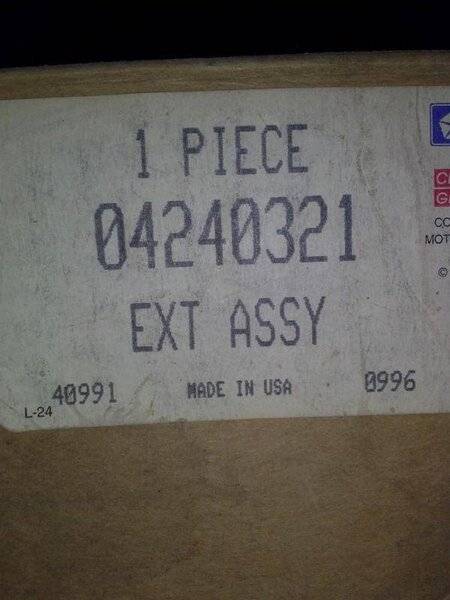 1 PIECE
04240321
EXT ASSY
40991 MADE IN USA 0996
L-24
©